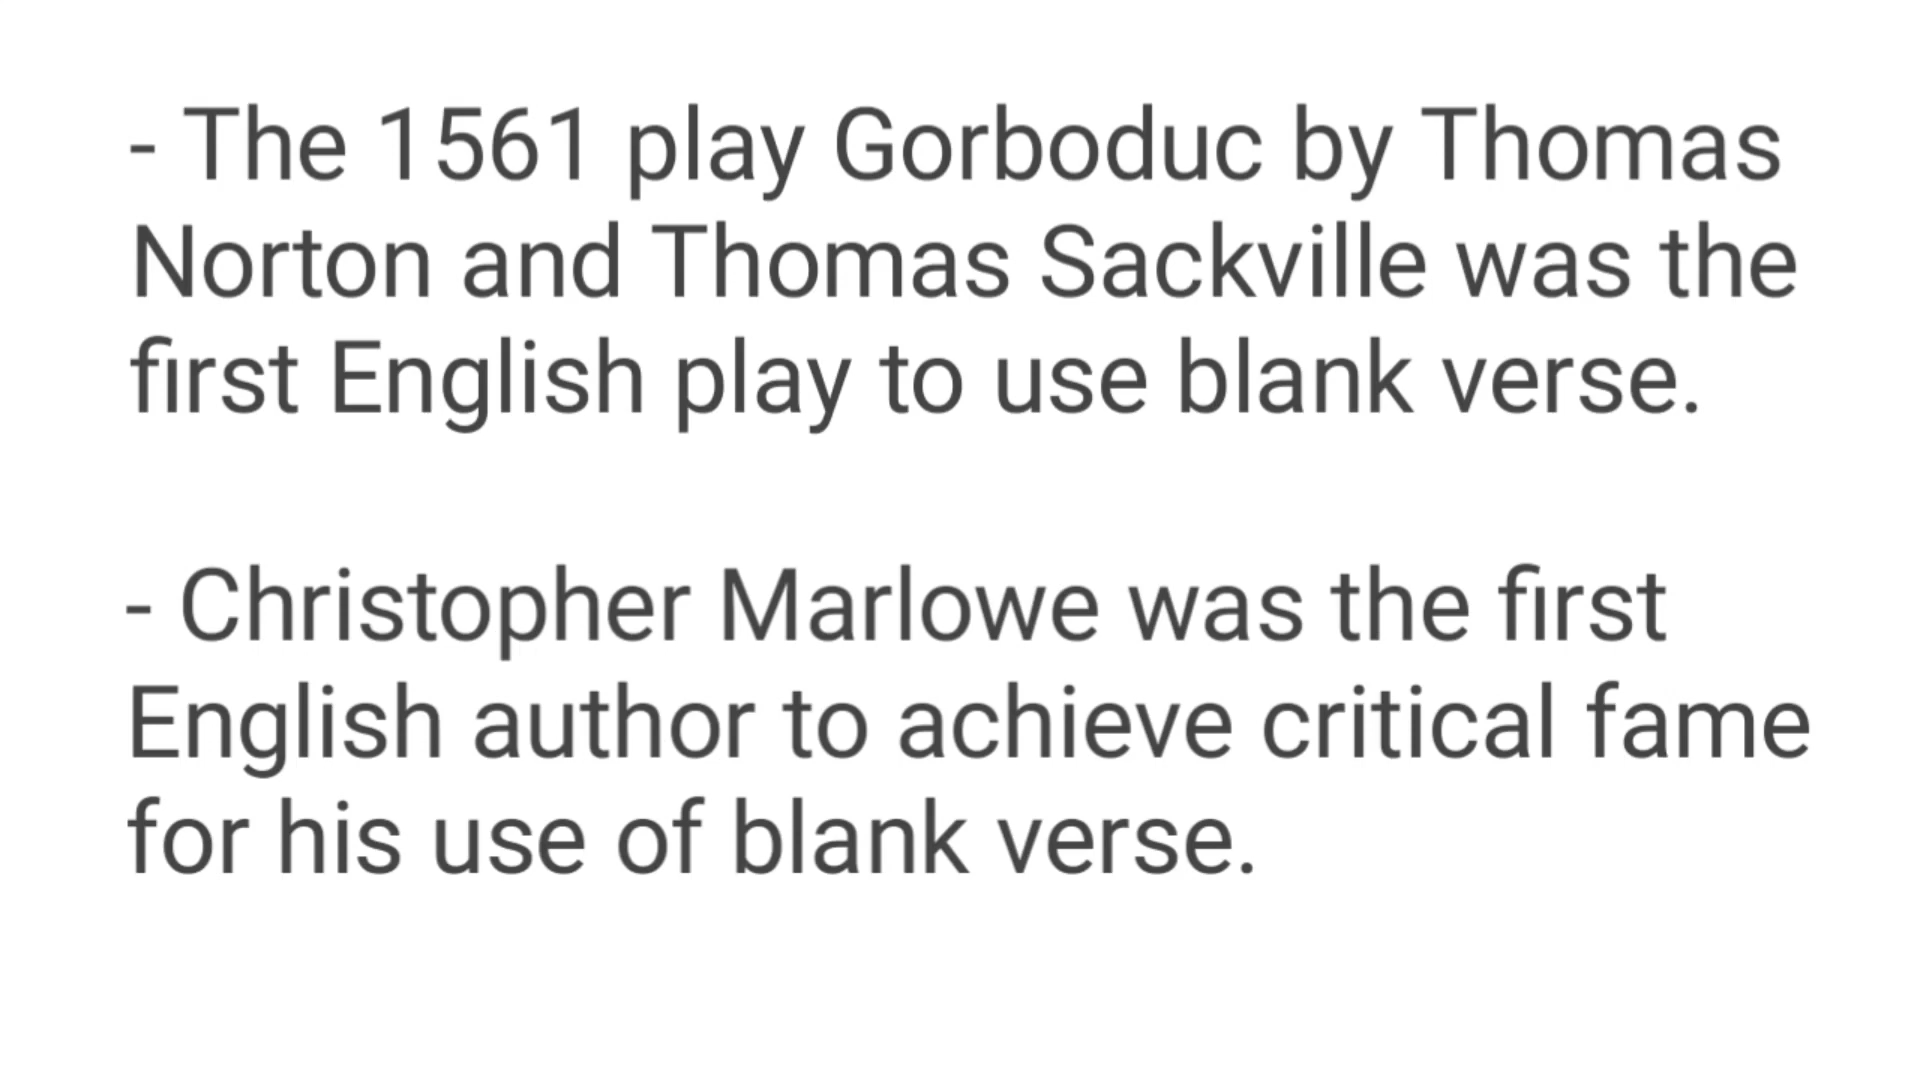 - The 1561 play Gorboduc by Thomas
Norton and Thomas Sackville was the
first English play to use blank verse.
- Christopher Marlowe was the first
English author to achieve critical fame
for his use of blank verse.